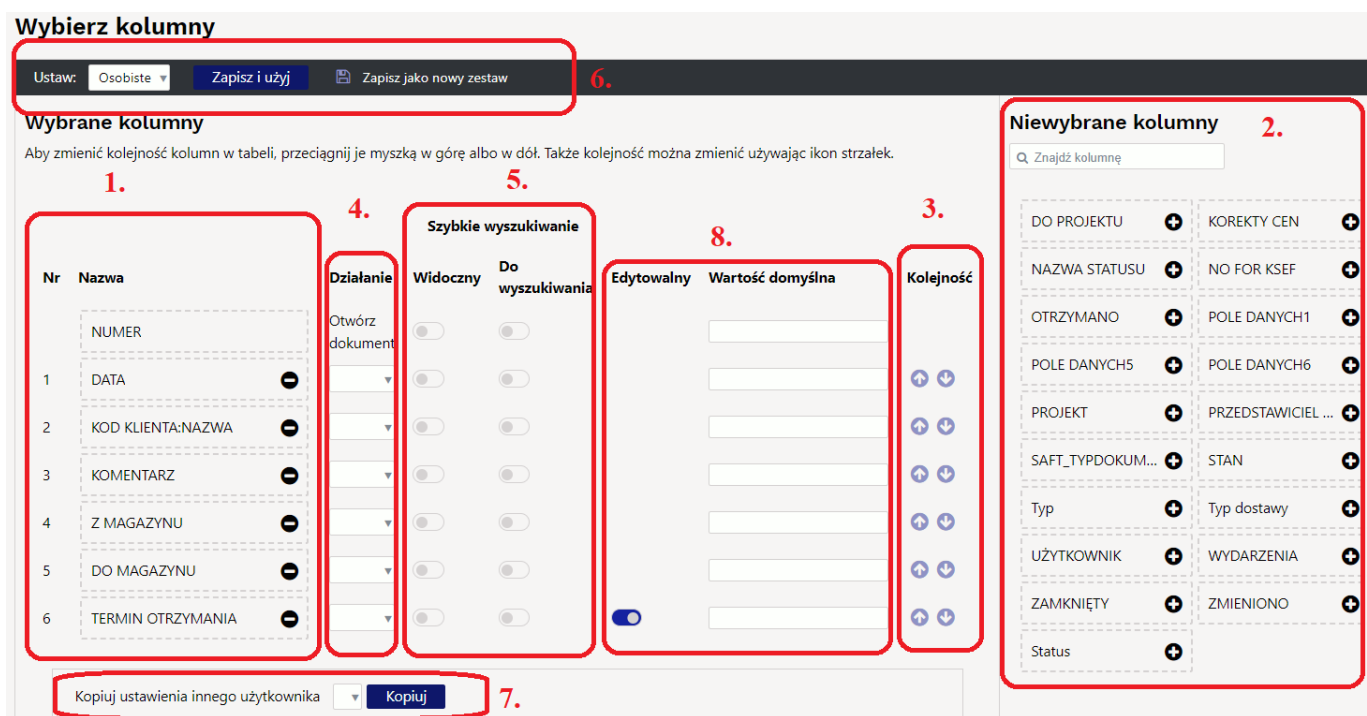 Wybierz kolumny
Ustaw: Osobiste Zapisz i użyj Zapisz jako nowy zestaw 6.
Wybrane kolumny
Aby zmienić kolejność kolumn w tabeli, przeciągnij je myszką w górę albo w dół. Także kolejność można zmienić używając ikon strzałek.
1. 4. 5. 8. 3.
Szybkie wyszukiwanie
Nr Nazwa Działanie Widoczny Do wyszukiwania Edytowalny Wartość domyślna Kolejność
NUMER Otwórz dokument
1 DATA
2 KOD KLIENTA:NAZWA
3 KOMENTARZ
4 Z MAGAZYNU
5 DO MAGAZYNU
6 TERMIN OTRZYMANIA
Kopiuj ustawienia innego użytkownika Kopiuj 7.
Niewybrane kolumny 2.
Znajdź kolumnę
DO PROJEKTU KOREKTY CEN
NAZWA STATUSU NO FOR KSEF
OTRZYMANO POLE DANYCH1
POLE DANYCH5 POLE DANYCH6
PROJEKT PRZEDSTAWICIEL ...
SAFT_TYPDOKUM... STAN
Typ Typ dostawy
UŻYTKOWNIK WYDARZENIA
ZAMKNIĘTY ZMIENIONO
Status